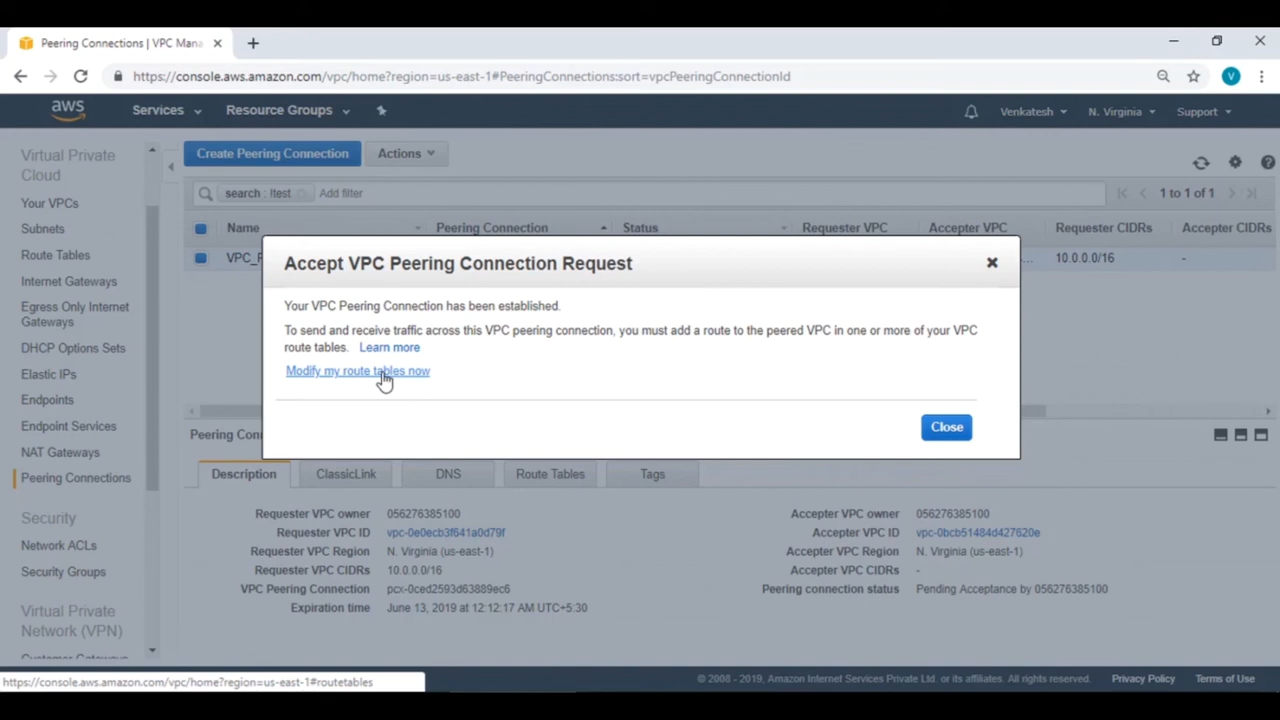 Peering Connections | VPC Mana
https://console.aws.amazon.com/vpc/home?region=us-east-1#PeeringConnections:sort=vpcPeeringConnectionId
V
aws
Services
Resource Groups
Venkatesh
N. Virginia
Support
Virtual Private
Cloud
Your VPCs
Subnets
Route Tables
Internet Gateways
Egress Only Internet
Gateways
DHCP Options Sets
Elastic IPs
Endpoints
Endpoint Services
NAT Gateways
Peering Connections
Security
Network ACLs
Security Groups
Virtual Private
Network (VPN)
Customer Gateways
Create Peering Connection
Actions
search : !test
Add filter
1 to 1 of 1
Name
Peering Connection
Status
Requester VPC
Accepter VPC
Requester CIDRs
Accepter CIDRs
...
10.0.0.0/16
-
Accept VPC Peering Connection Request
Your VPC Peering Connection has been established.
To send and receive traffic across this VPC peering connection, you must add a route to the peered VPC in one or more of your VPC
route tables. Learn more
Modify my route tables now
Close
Description
ClassicLink
DNS
Route Tables
Tags
Requester VPC owner 056276385100
Requester VPC ID vpc-0e0ecb3f641a0d79f
Requester VPC Region N. Virginia (us-east-1)
Requester VPC CIDRs 10.0.0.0/16
VPC Peering Connection pcx-0ced2593d63889ec6
Expiration time June 13, 2019 at 12:12:17 AM UTC+5:30
Accepter VPC owner 056276385100
Accepter VPC ID vpc-0bcb51484d427620e
Accepter VPC Region N. Virginia (us-east-1)
Accepter VPC CIDRs -
Peering connection status Pending Acceptance by 056276385100
https://console.aws.amazon.com/vpc/home?region=us-east-1#routetables
© 2008 - 2019, Amazon Internet Services Private Ltd. or its affiliates. All rights reserved.
Privacy Policy
Terms of Use